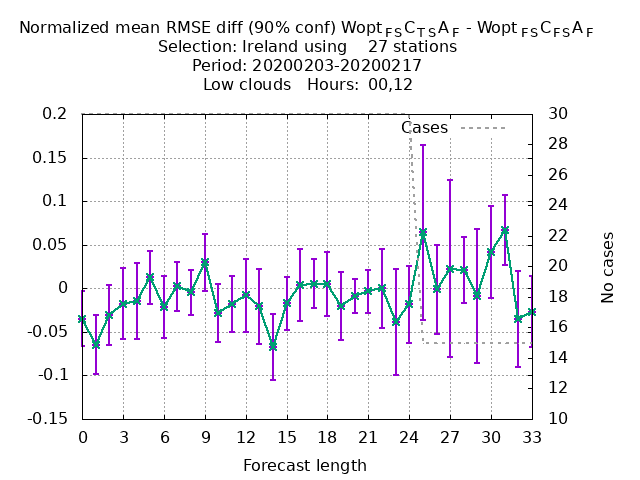 Normalized mean RMSE diff (90% conf) Wopt FS C T S A F - Wopt FS C F S A F
Selection: Ireland using 27 stations
Period: 20200203-20200217
Low clouds Hours: 00,12
Cases
0.2
0.15
0.1
0.05
0
-0.05
-0.1
-0.15
30
28
26
24
22
20
18
16
14
12
10
No cases
0 3 6 9 12 15 18 21 24 27 30 33
Forecast length